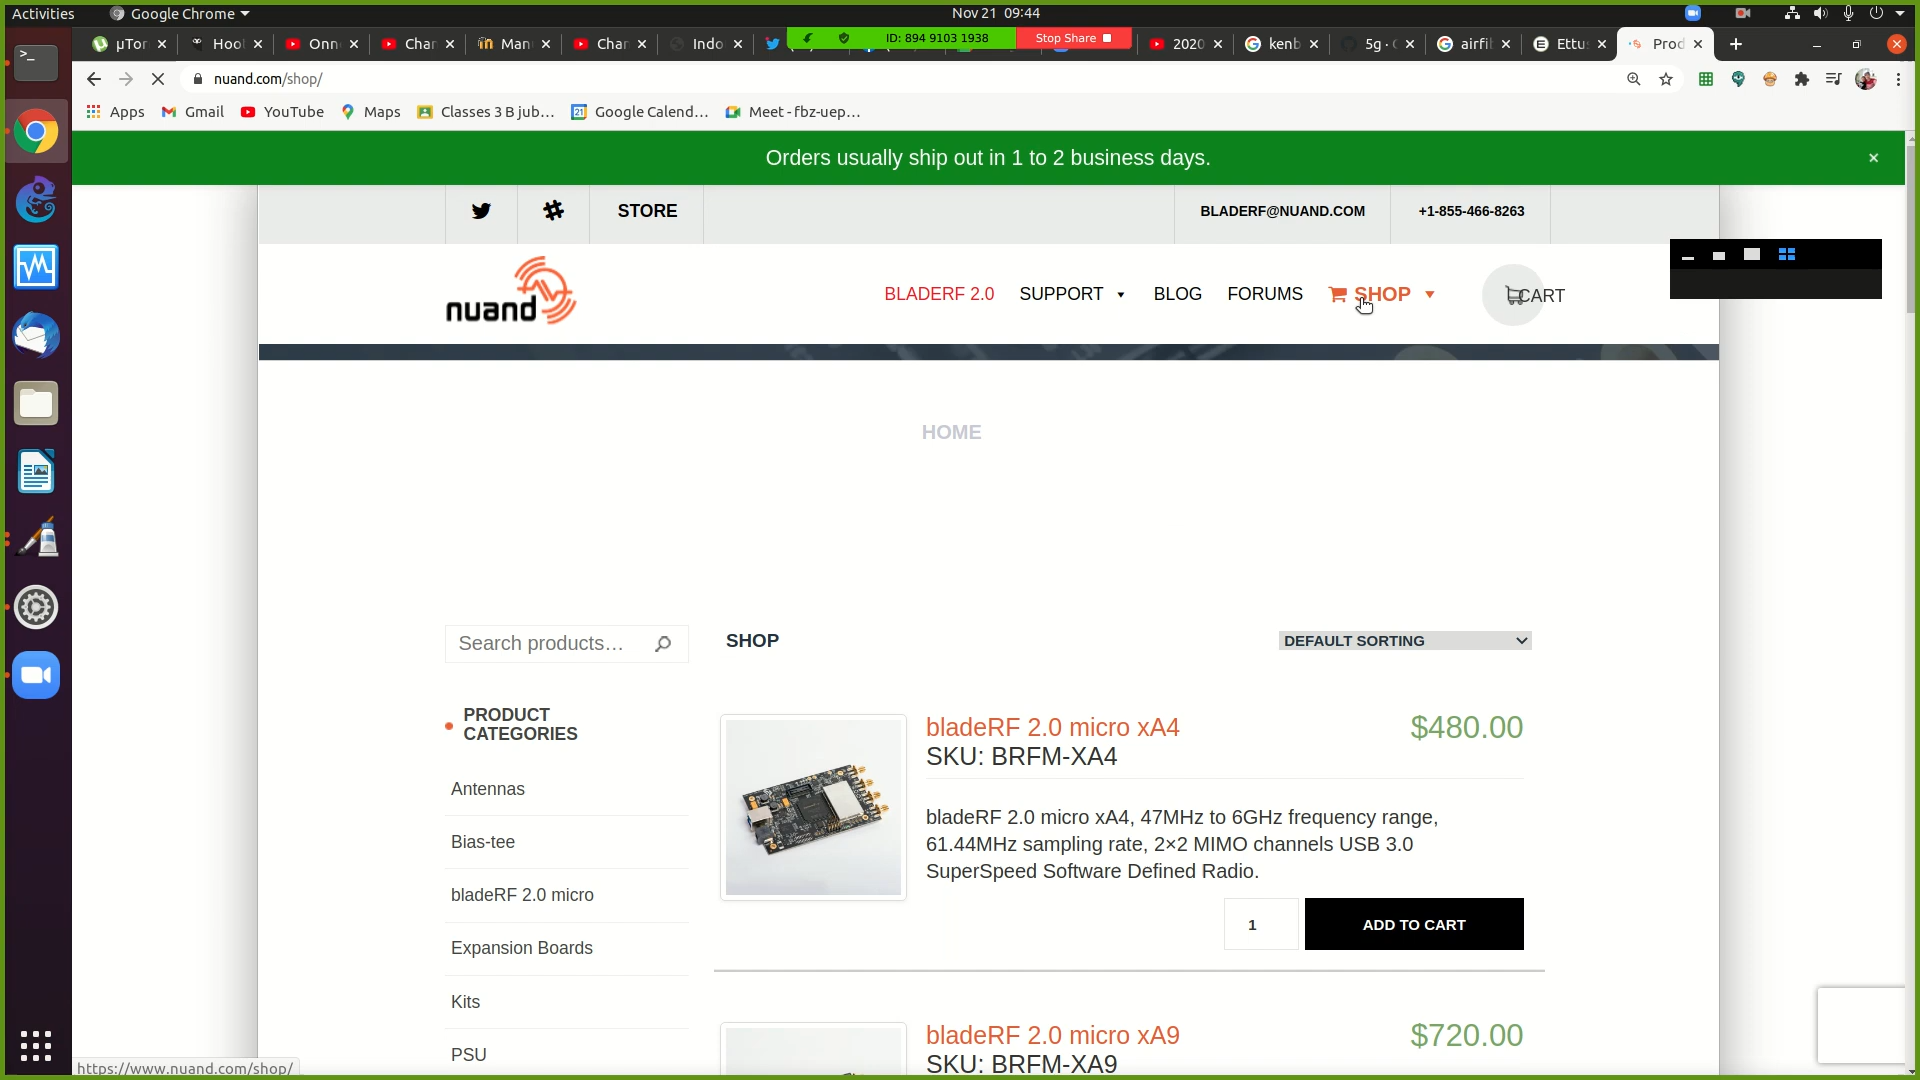 Activities
Google Chrome
Nov 21 09:44
µTor
Hoot
Onn
Char
Man
Char
Indo
ID: 894 9103 1938
Stop Share
2020
kenb
5g -
airfi
Ettu
Prod
nuand.com/shop/
Apps
Gmail
YouTube
Maps
Classes 3 B jub...
Google Calend...
Meet - fbz-uep...
Orders usually ship out in 1 to 2 business days.
STORE
BLADERF@NUAND.COM
+1-855-466-8263
nuand
BLADERF 2.0
SUPPORT
BLOG
FORUMS
SHOP
CART
HOME
Search products…
SHOP
DEFAULT SORTING
PRODUCT
CATEGORIES
Antennas
Bias-tee
bladeRF 2.0 micro
Expansion Boards
Kits
PSU
bladeRF 2.0 micro xA4
$480.00
SKU: BRFM-XA4
bladeRF 2.0 micro xA4, 47MHz to 6GHz frequency range,
61.44MHz sampling rate, 2×2 MIMO channels USB 3.0
SuperSpeed Software Defined Radio.
1
ADD TO CART
bladeRF 2.0 micro xA9
$720.00
SKU: BRFM-XA9
https://www.nuand.com/shop/